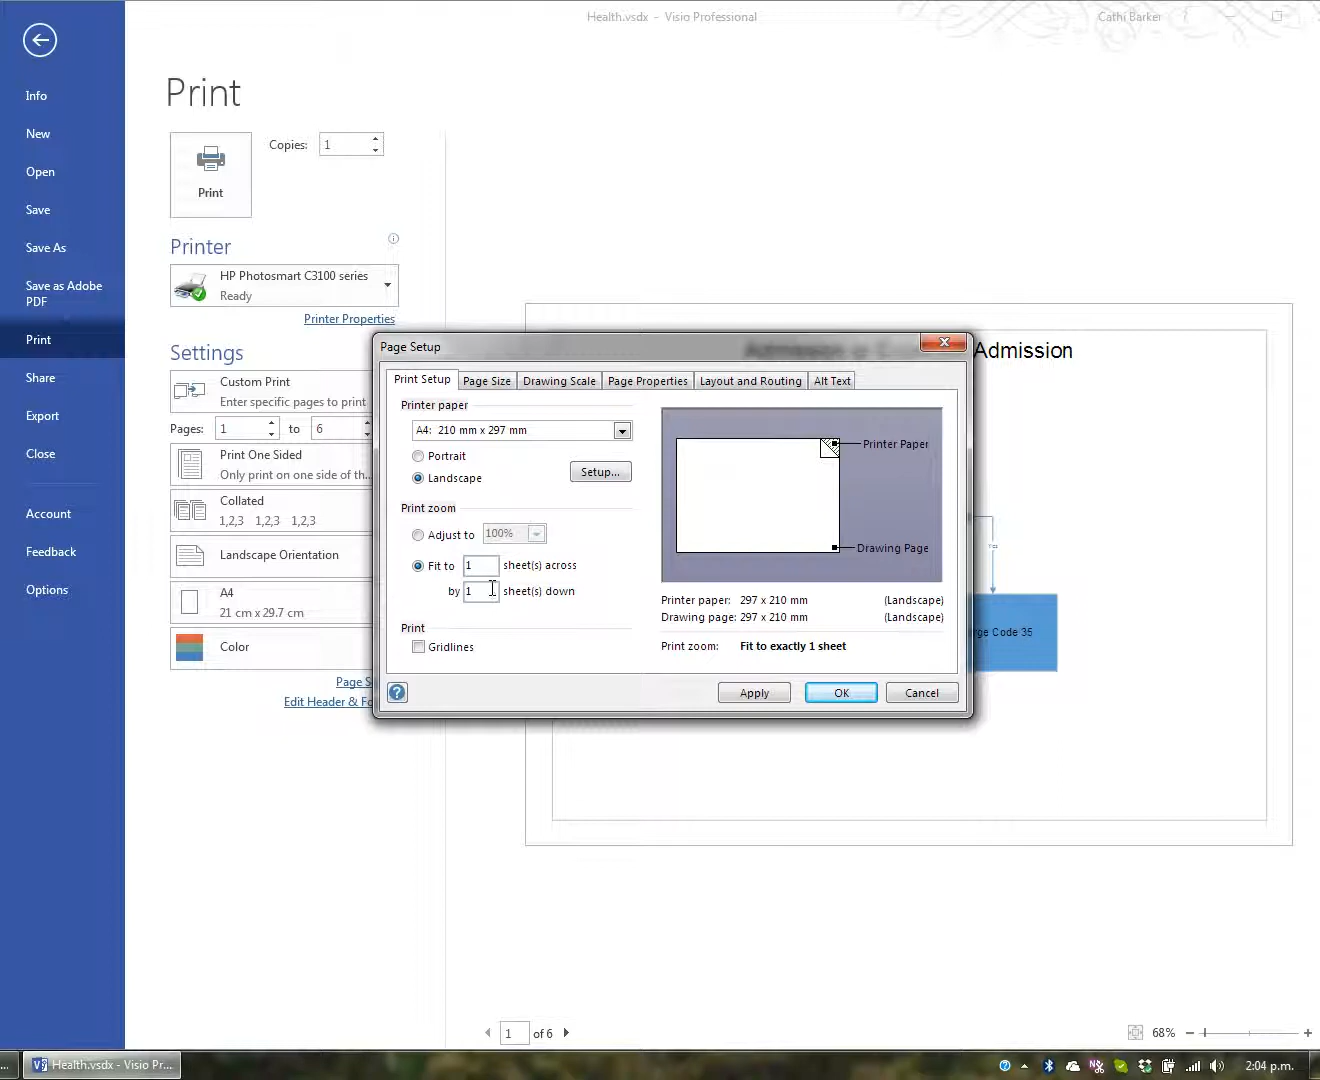 Health.vsdx - Visio Professional
Cathi Barker
?
Info
New
Open
Save
Save As
Save as Adobe
PDF
Print
Share
Export
Close
Account
Feedback
Options
Print
Print
Copies: 1
Printer
HP Photosmart C3100 series
Ready
Printer Properties
Settings
Custom Print
Enter specific pages to print
Pages: 1 to 6
Print One Sided
Only print on one side of th...
Collated
1,2,3 1,2,3 1,2,3
Landscape Orientation
A4
21 cm x 29.7 cm
Color
Page S
Edit Header & Fo
Admission
rge Code 35
Page Setup
Print Setup
Page Size
Drawing Scale
Page Properties
Layout and Routing
Alt Text
Printer paper
A4: 210 mm x 297 mm
Portrait
Landscape
Setup...
Print zoom
Adjust to 100%
Fit to 1 sheet(s) across
by 1 sheet(s) down
Print
Gridlines
Printer Paper
Drawing Page
Printer paper: 297 x 210 mm (Landscape)
Drawing page: 297 x 210 mm (Landscape)
Print zoom: Fit to exactly 1 sheet
?
Apply
OK
Cancel
1 of 6
68%
...
Health.vsdx - Visio Pr...
2:04 p.m.